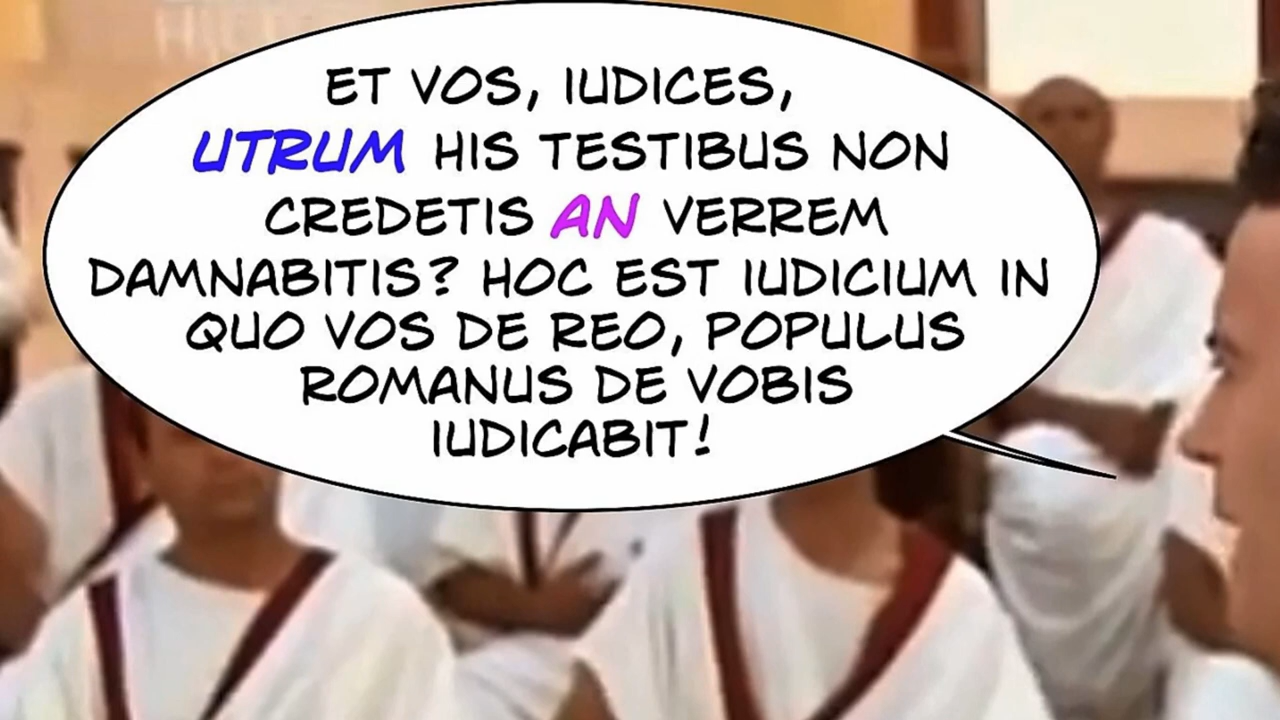 ET VOS, IUDICES,
UTRUM HIS TESTIBUS NON
CREDETIS AN VERREM
DAMNABITIS? HOC EST IUDICIUM IN
QUO VOS DE REO, POPULUS
ROMANUS DE VOBIS
IUDICABIT!